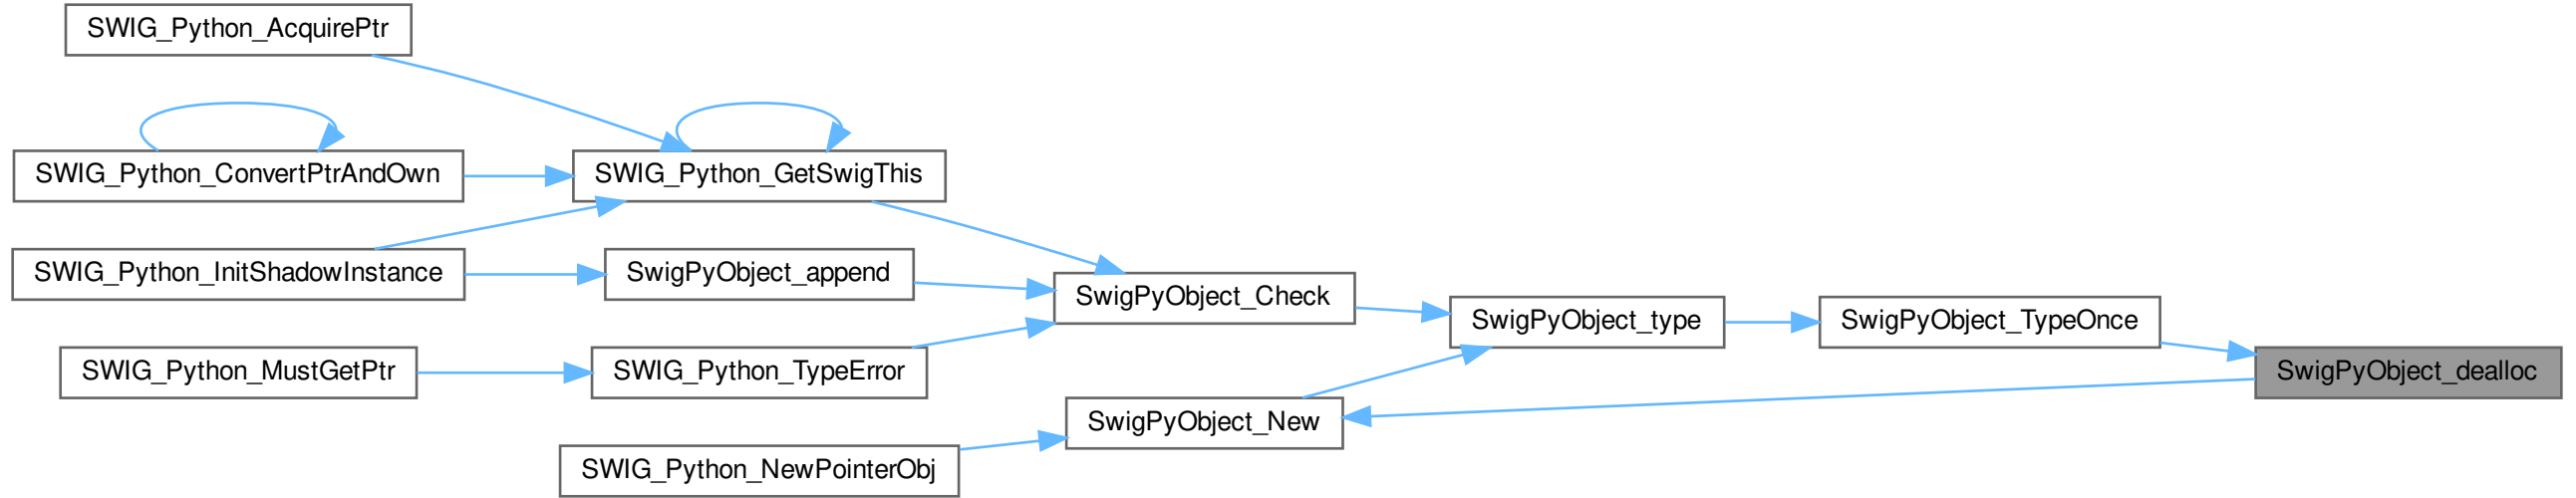 SWIG_Python_AcquirePtr
SWIG_Python_ConvertPtrAndOwn
SWIG_Python_GetSwigThis
SWIG_Python_InitShadowInstance
SwigPyObject_append
SwigPyObject_Check
SwigPyObject_type
SwigPyObject_TypeOnce
SWIG_Python_MustGetPtr
SWIG_Python_TypeError
SwigPyObject_dealloc
SwigPyObject_New
SWIG_Python_NewPointerObj